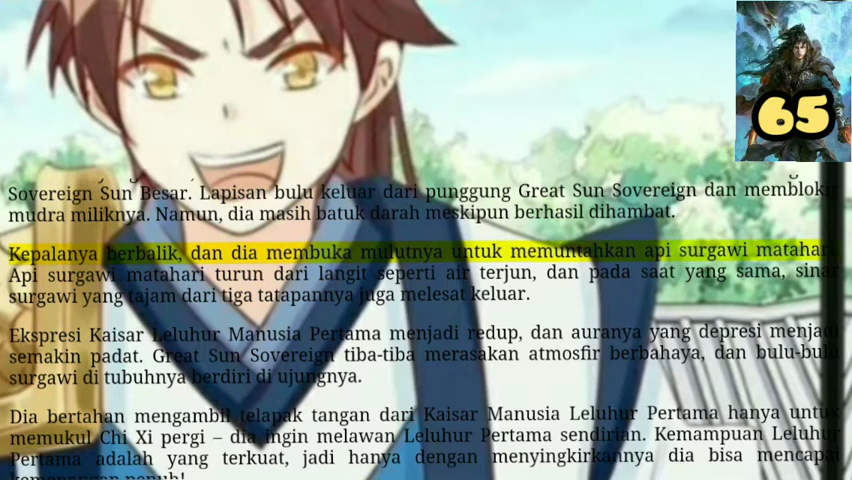 65
Sovereign Sun Besar. Lapisan bulu keluar dari punggung Great Sun Sovereign dan memblokir
mudra miliknya. Namun, dia masih batuk darah meskipun berhasil dihambat.
Kepalanya berbalik, dan dia membuka mulutnya untuk memuntahkan api surgawi matahari.
Api surgawi matahari turun dari langit seperti air terjun, dan pada saat yang sama, sinar
surgawi yang tajam dari tiga tatapannya juga melesat keluar.
Ekspresi Kaisar Leluhur Manusia Pertama menjadi redup, dan auranya yang depresi menjadi
semakin padat. Great Sun Sovereign tiba-tiba merasakan atmosfir berbahaya, dan bulu-bulu
surgawi di tubuhnya berdiri di ujungnya.
Dia bertahan mengambil telapak tangan dari Kaisar Manusia Leluhur Pertama hanya untuk
memukul Chi Xi pergi – dia ingin melawan Leluhur Pertama sendirian. Kemampuan Leluhur
Pertama adalah yang terkuat, jadi hanya dengan menyingkirkannya dia bisa mencapai
kemenangan penuh!